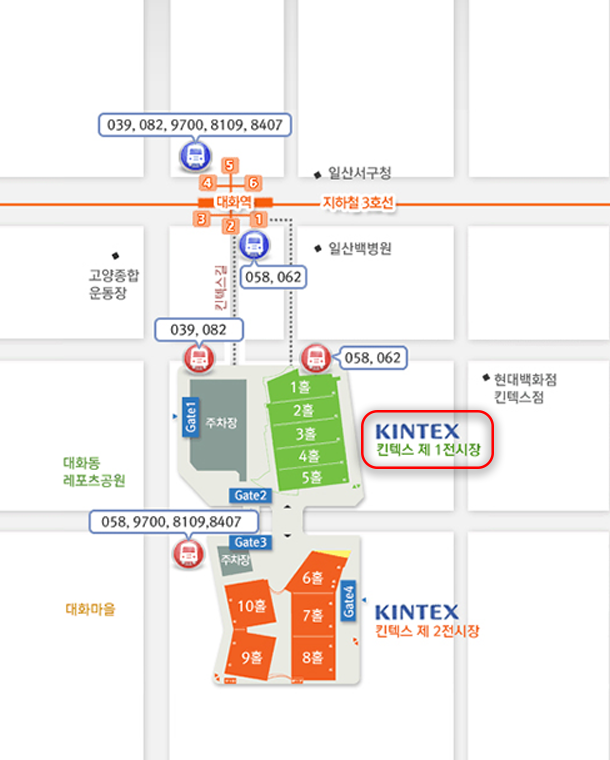 039, 082, 9700, 8109, 8407
5
4
6
일산서구청
대화역
지하철 3호선
3
2
1
일산백병원
058, 062
고양종합
운동장
킨텍스길
039, 082
058, 062
1홀
2홀
3홀
4홀
5홀
Gate1
주차장
현대백화점
킨텍스점
KINTEX
킨텍스 제 1전시장
대화동
레포츠공원
Gate2
058, 9700, 8109,8407
Gate3
주차장
6홀
7홀
8홀
10홀
9홀
Gate4
대화마을
KINTEX
킨텍스 제 2전시장